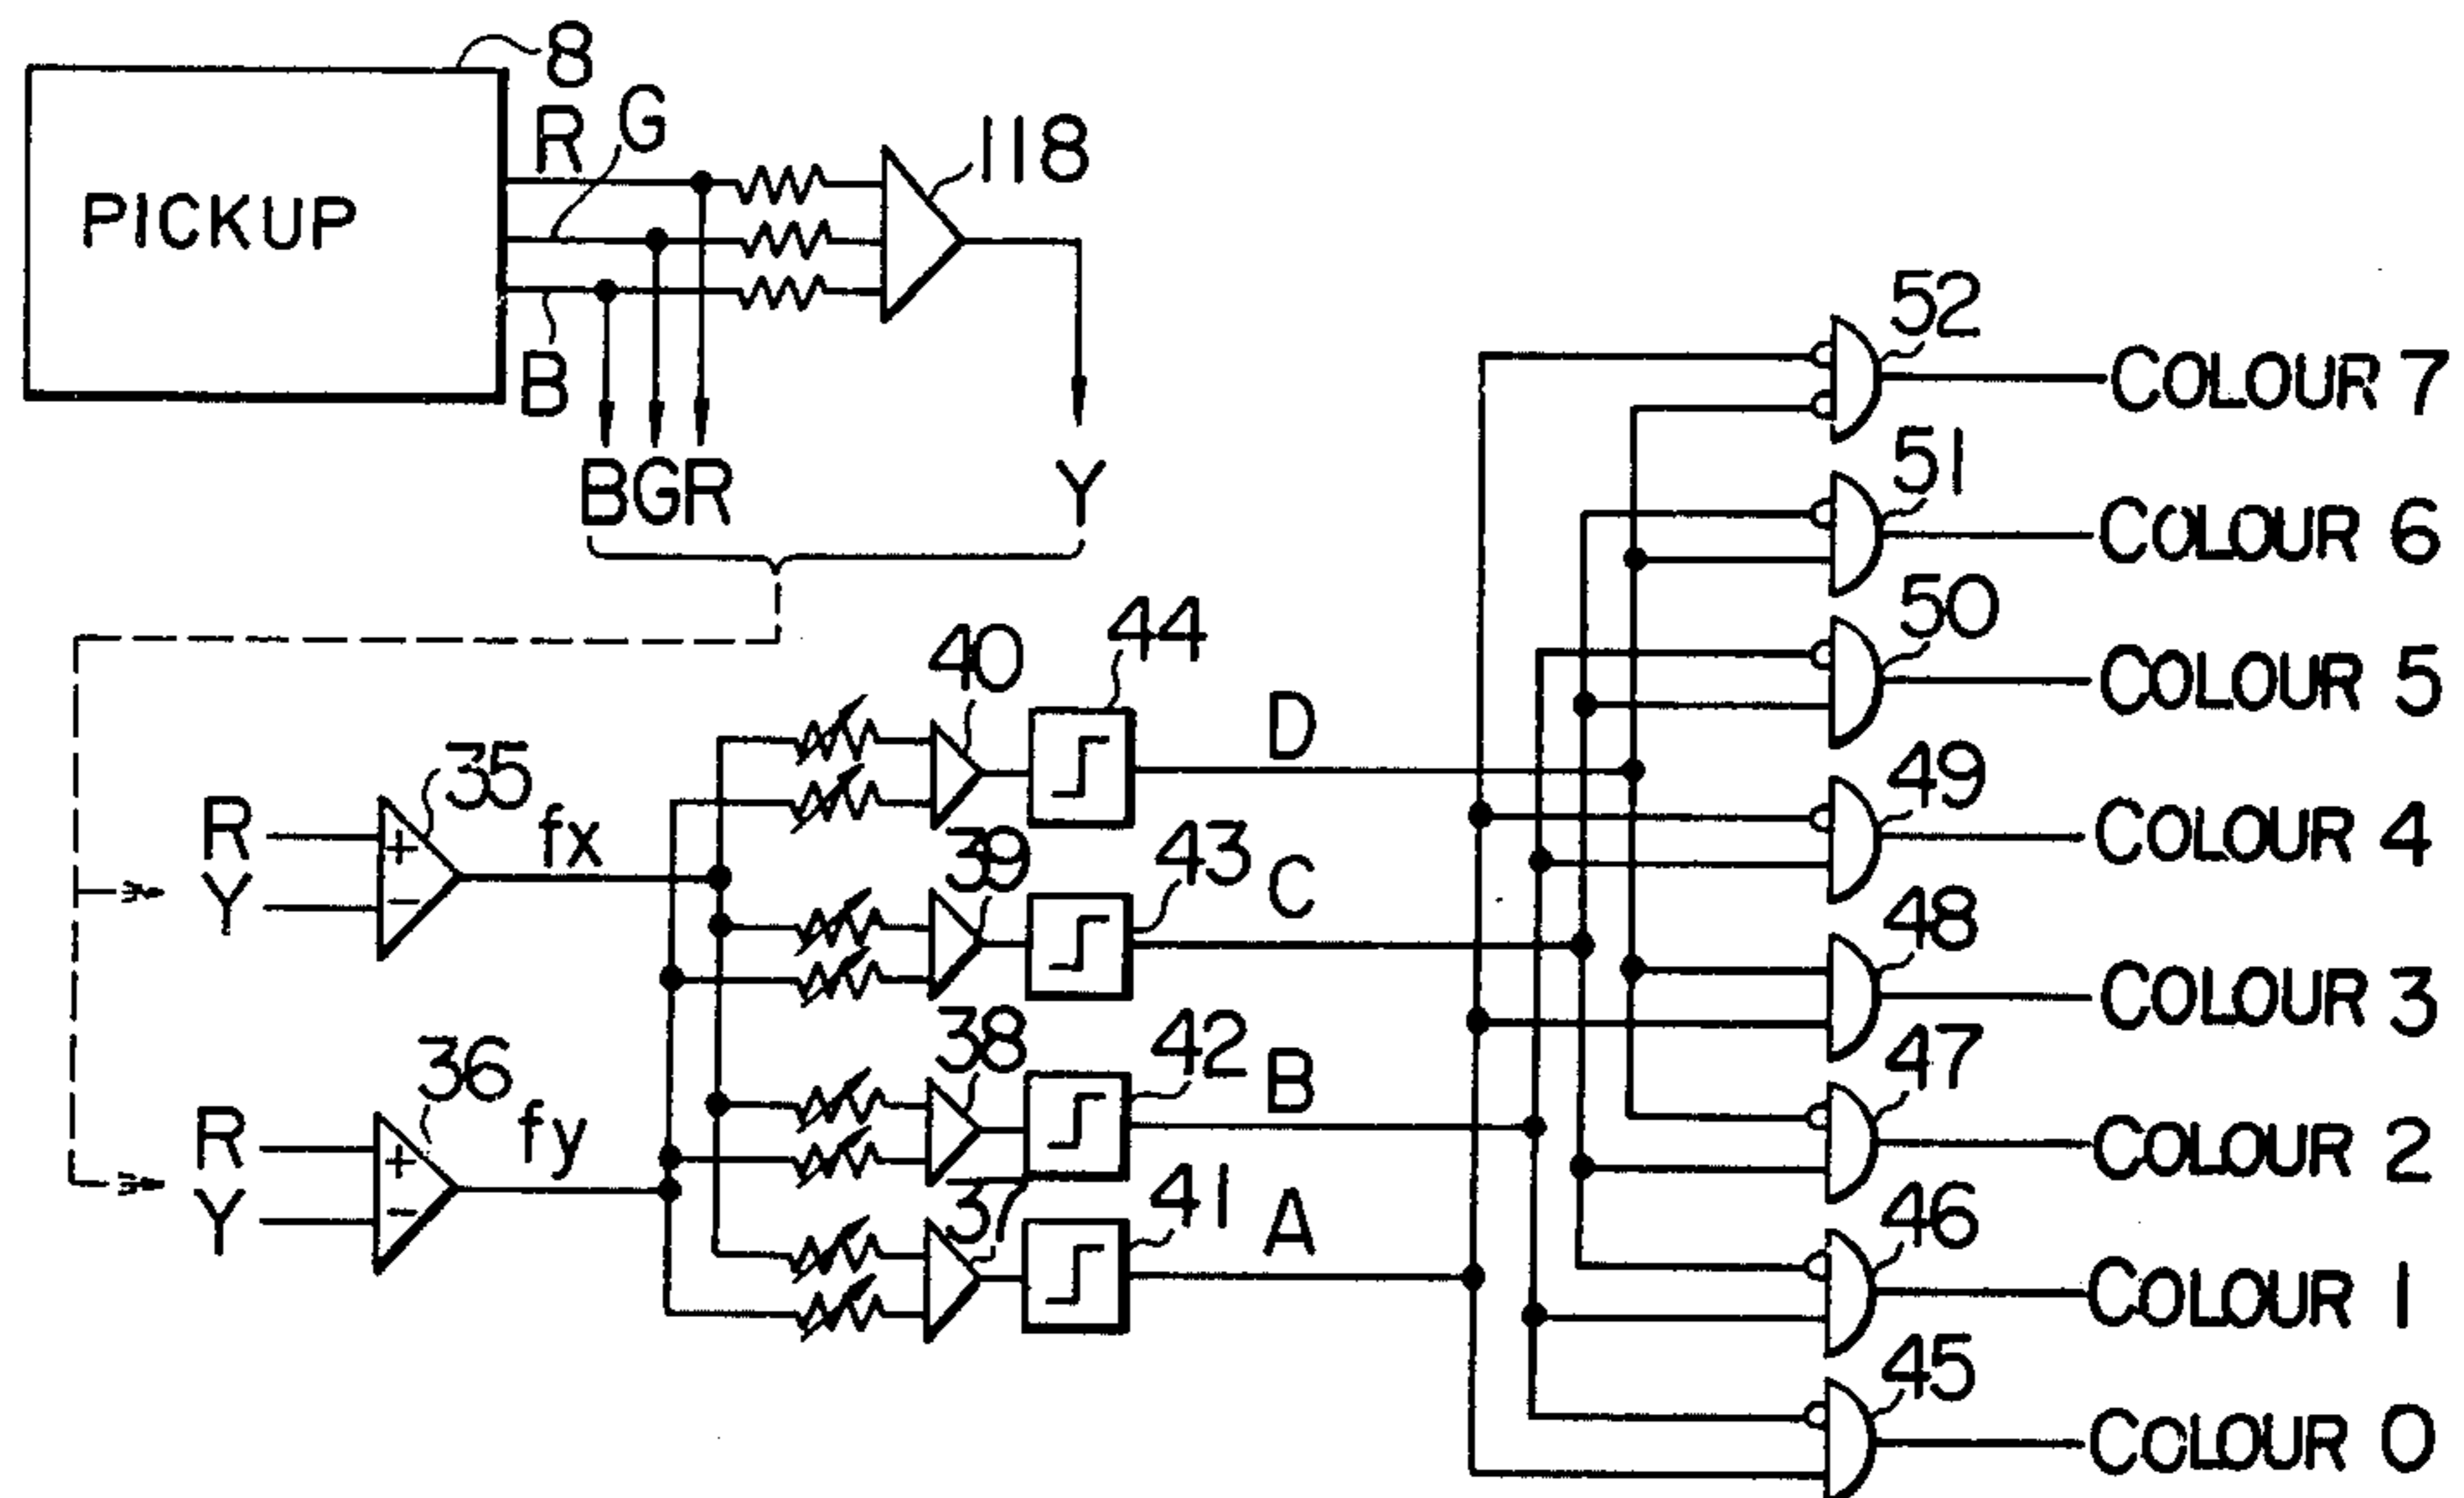 8
R G
118
PICKUP
B
BGR Y
52
COLOUR 7
51
COLOUR 6
50
COLOUR 5
40 44
D
49
COLOUR 4
R
Y
35
fx
39 43 C
48
COLOUR 3
38 42 B
47
COLOUR 2
R
Y
36
fy
37 41 A
46
COLOUR 1
45
COLOUR 0